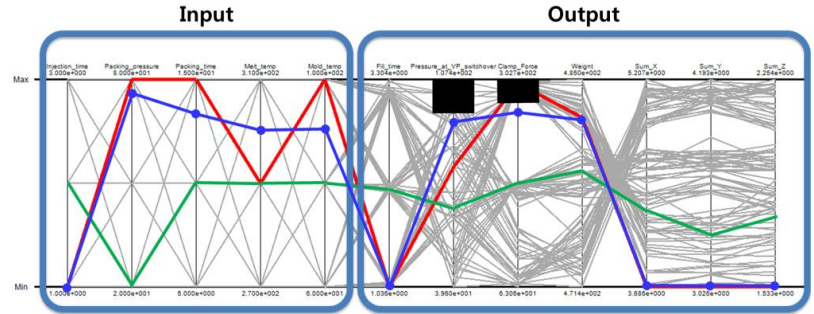 Input
Output
Injection_time Packing_pressure Packing_time Melt_temp Mold_temp Fill_time Pressure_at_VP_switchover Clamp_Force Weight Sum_X Sum_Y Sum_Z
3.000e+000 8.000e+001 1.500e+001 3.100e+002 1.000e+002 3.304e+000 1.074e+002 3.027e+002 4.850e+002 5.207e+000 4.193e+000 2.254e+000
Max
Min
1.000e+000 2.000e+001 5.000e+000 2.700e+002 6.000e+001 1.036e+000 3.960e+001 6.306e+001 4.714e+002 3.686e+000 3.026e+000 1.533e+000